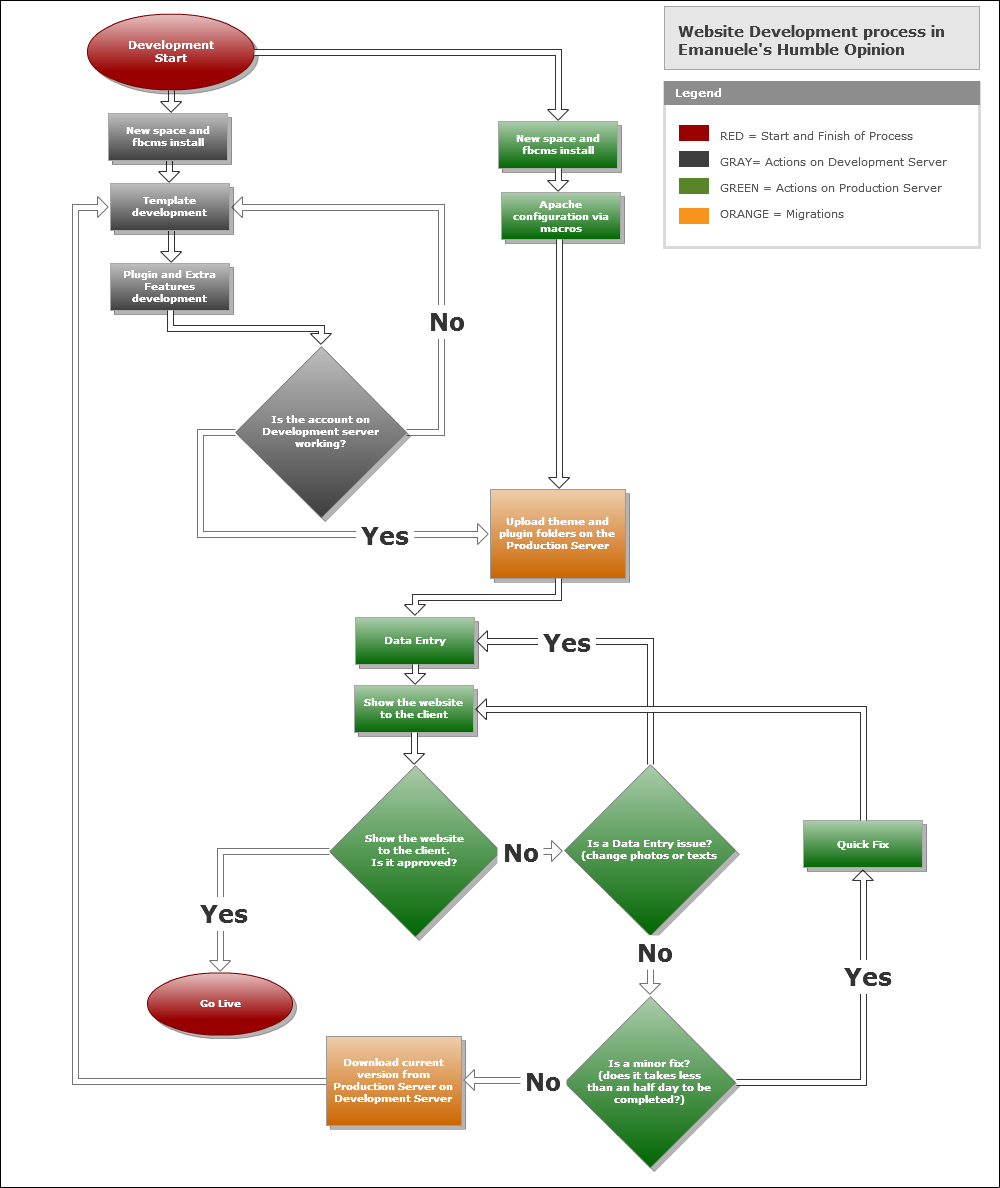 Website Development process in
Emanuele's Humble Opinion
Legend
RED = Start and Finish of Process
GRAY= Actions on Development Server
GREEN = Actions on Production Server
ORANGE = Migrations
Development
Start
New space and
fbcms install
Template
development
Plugin and Extra
Features
development
Is the account on
Development server
working?
No
Yes
New space and
fbcms install
Apache
configuration via
macros
Upload theme and
plugin folders on the
Production Server
Data Entry
Yes
Show the website
to the client
Show the website
to the client.
Is it approved?
No
Is a Data Entry issue?
(change photos or texts
Quick Fix
Yes
No
Yes
Go Live
Is a minor fix?
(does it takes less
than an half day to be
completed?)
No
Download current
version from
Production Server on
Development Server